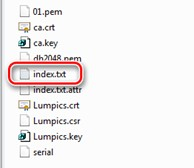 01.pem
ca.crt
ca.key
dh2048.pem
index.txt
index.txt.attr
Lumpics.crt
Lumpics.csr
Lumpics.key
serial